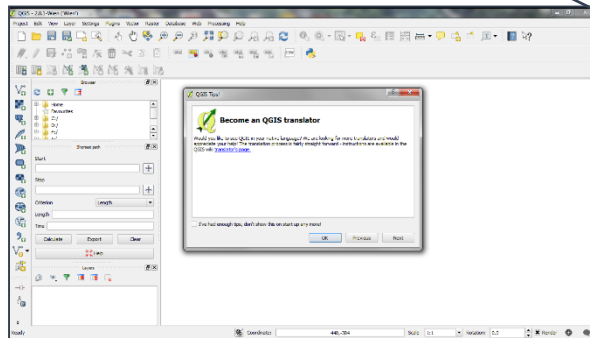 QGIS - 2.8.3-Wien (Wien)
Project Edit View Layer Settings Plugins Vector Raster Database Web Processing Help
Browser
Home
Favourites
C:/
D:/
Shortest path
Start
Stop
Criterion Length
Length
Time
Calculate Export Clear
Help
Layers
QGIS Tips!
Become an QGIS translator
Would you like to see QGIS in your native language? We are looking for more translators and would
appreciate your help! The translation process is fairly straight forward - instructions are available in the
QGIS wiki translator's page.
I've had enough tips, don't show this on start up any more!
OK Previous Next
Ready Coordinate: Scale 1:1 Rotation: 0.0 Render